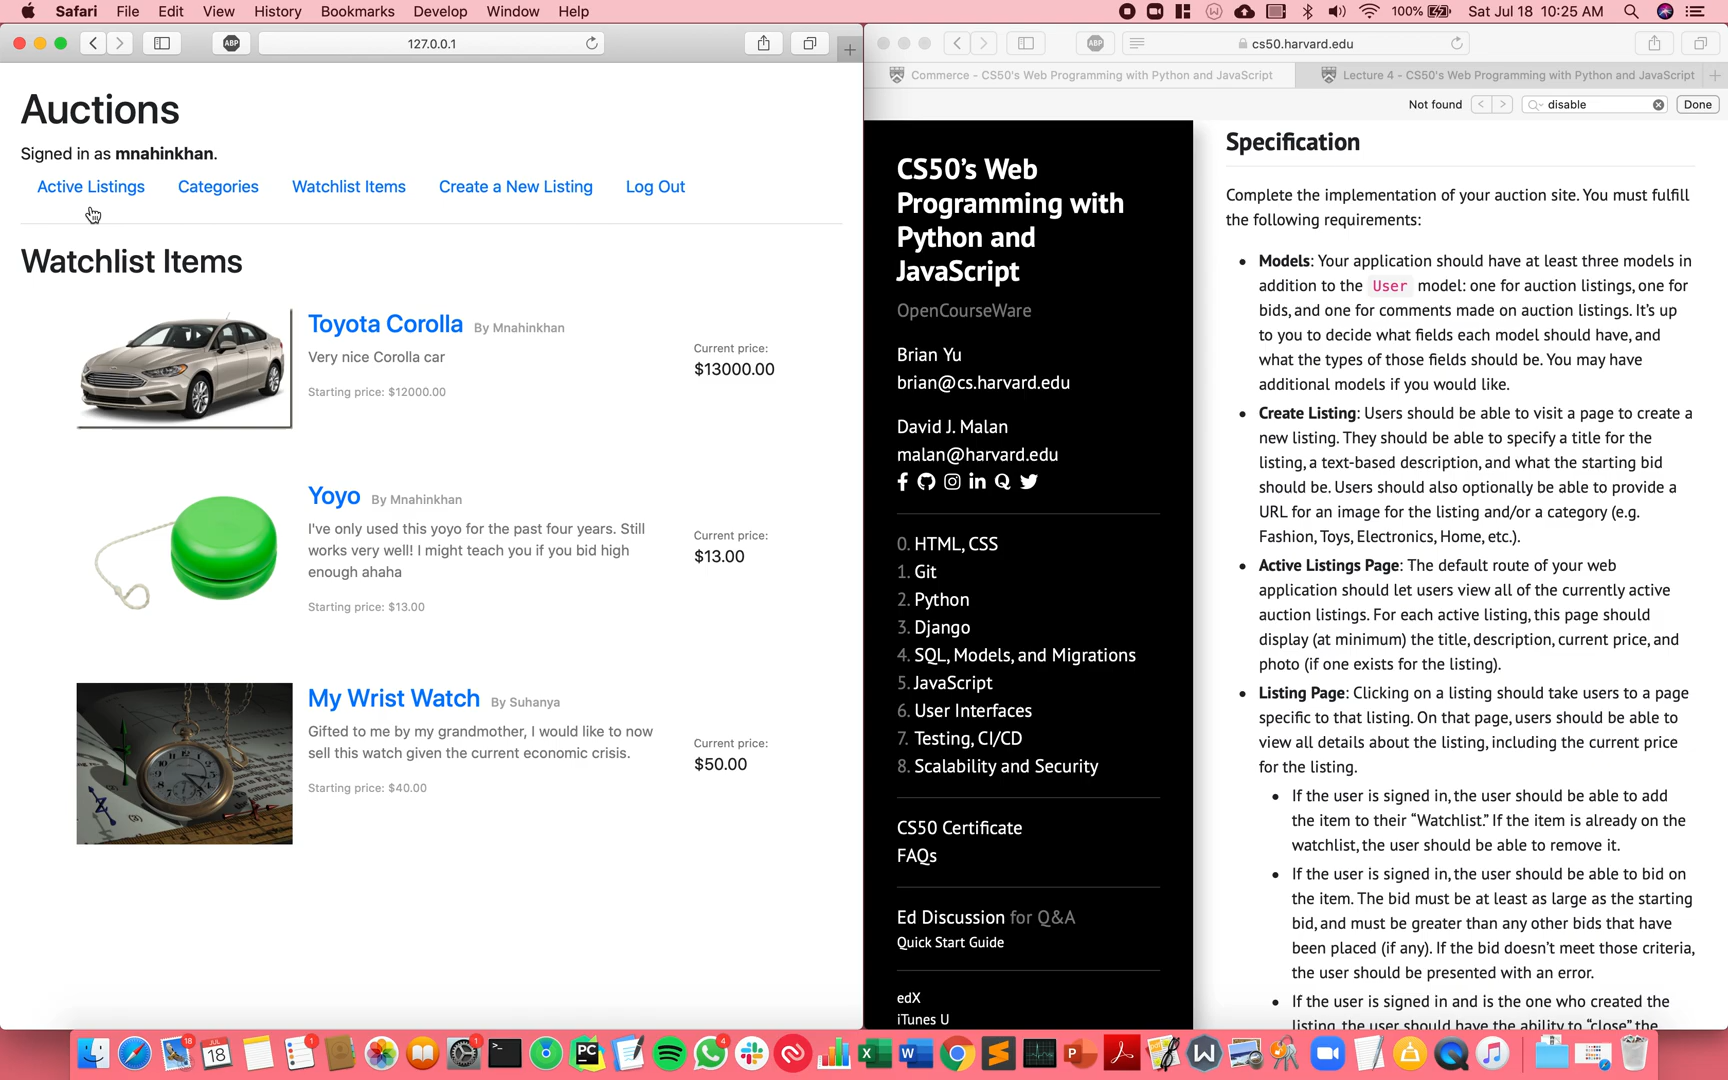 Safari File Edit View History Bookmarks Develop Window Help
100% Sat Jul 18 10:25 AM
ABP 127.0.0.1
ABP cs50.harvard.edu
Commerce - CS50's Web Programming with Python and JavaScript
Lecture 4 - CS50's Web Programming with Python and JavaScript
Not found disable Done
Auctions
Signed in as mnahinkhan.
Active Listings Categories Watchlist Items Create a New Listing Log Out
Watchlist Items
Toyota Corolla By Mnahinkhan
Very nice Corolla car
Starting price: $12000.00
Current price:
$13000.00
Yoyo By Mnahinkhan
I've only used this yoyo for the past four years. Still
works very well! I might teach you if you bid high
enough ahaha
Starting price: $13.00
Current price:
$13.00
My Wrist Watch By Suhanya
Gifted to me by my grandmother, I would like to now
sell this watch given the current economic crisis.
Starting price: $40.00
Current price:
$50.00
CS50's Web
Programming with
Python and
JavaScript
OpenCourseWare
Brian Yu
brian@cs.harvard.edu
David J. Malan
malan@harvard.edu
0. HTML, CSS
1. Git
2. Python
3. Django
4. SQL, Models, and Migrations
5. JavaScript
6. User Interfaces
7. Testing, CI/CD
8. Scalability and Security
CS50 Certificate
FAQs
Ed Discussion for Q&A
Quick Start Guide
edX
iTunes U
Specification
Complete the implementation of your auction site. You must fulfill
the following requirements:
• Models: Your application should have at least three models in
addition to the User model: one for auction listings, one for
bids, and one for comments made on auction listings. It's up
to you to decide what fields each model should have, and
what the types of those fields should be. You may have
additional models if you would like.
• Create Listing: Users should be able to visit a page to create a
new listing. They should be able to specify a title for the
listing, a text-based description, and what the starting bid
should be. Users should also optionally be able to provide a
URL for an image for the listing and/or a category (e.g.
Fashion, Toys, Electronics, Home, etc.).
• Active Listings Page: The default route of your web
application should let users view all of the currently active
auction listings. For each active listing, this page should
display (at minimum) the title, description, current price, and
photo (if one exists for the listing).
• Listing Page: Clicking on a listing should take users to a page
specific to that listing. On that page, users should be able to
view all details about the listing, including the current price
for the listing.
• If the user is signed in, the user should be able to add
the item to their “Watchlist.” If the item is already on the
watchlist, the user should be able to remove it.
• If the user is signed in, the user should be able to bid on
the item. The bid must be at least as large as the starting
bid, and must be greater than any other bids that have
been placed (if any). If the bid doesn't meet those criteria,
the user should be presented with an error.
• If the user is signed in and is the one who created the
listing, the user should have the ability to “close” the